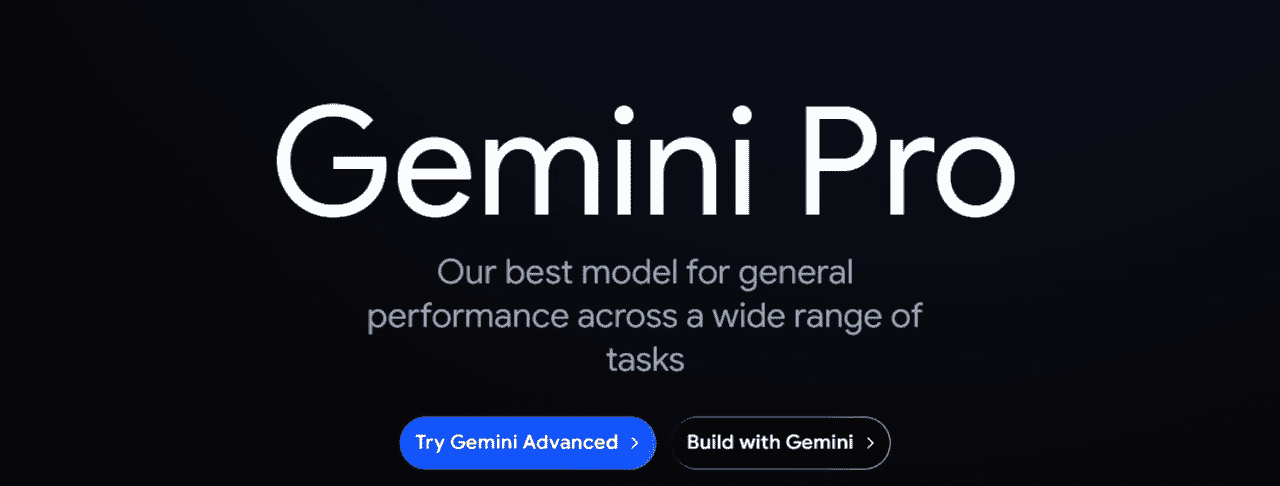 Gemini Pro
Our best model for general
performance across a wide range of
tasks
Try Gemini Advanced >
Build with Gemini >